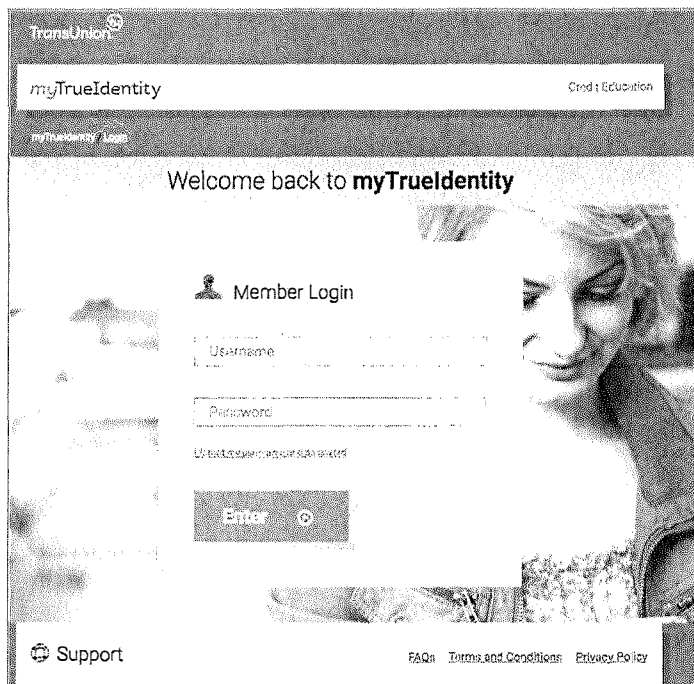 TransUnion
myTrueIdentity Credit Education
myTrueIdentity / Login
Welcome back to myTrueIdentity
Member Login
Username
Password
Enter
Support FAQs Terms and Conditions Privacy Policy